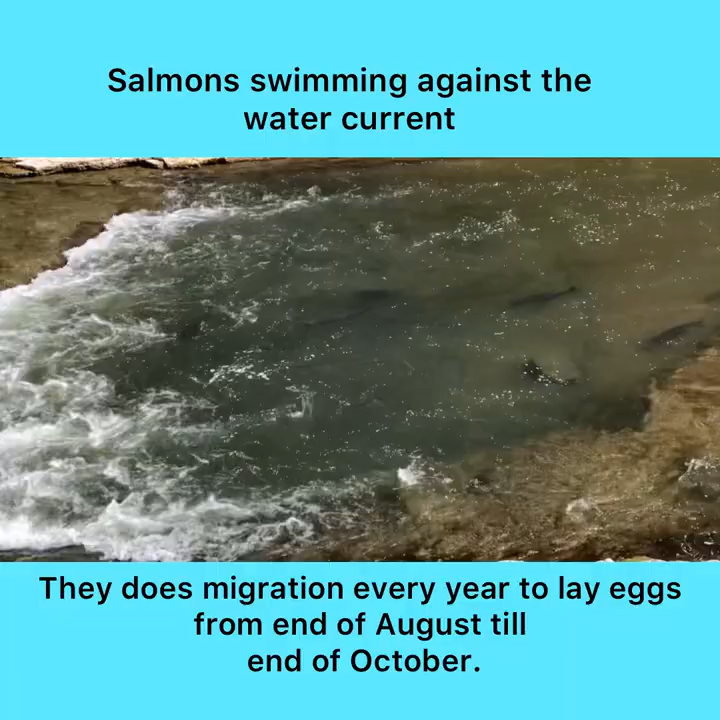 Salmons swimming against the
water current
They does migration every year to lay eggs
from end of August till
end of October.